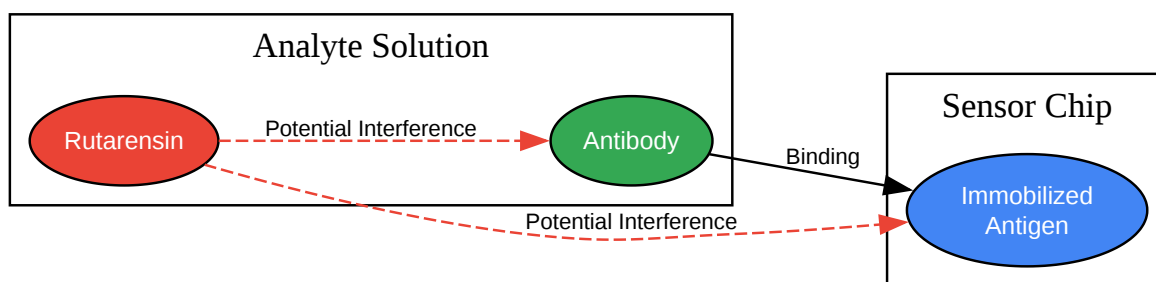 Analyte Solution
Sensor Chip
Rutarensin
Potential Interference
Antibody
Binding
Immobilized
Antigen
Potential Interference